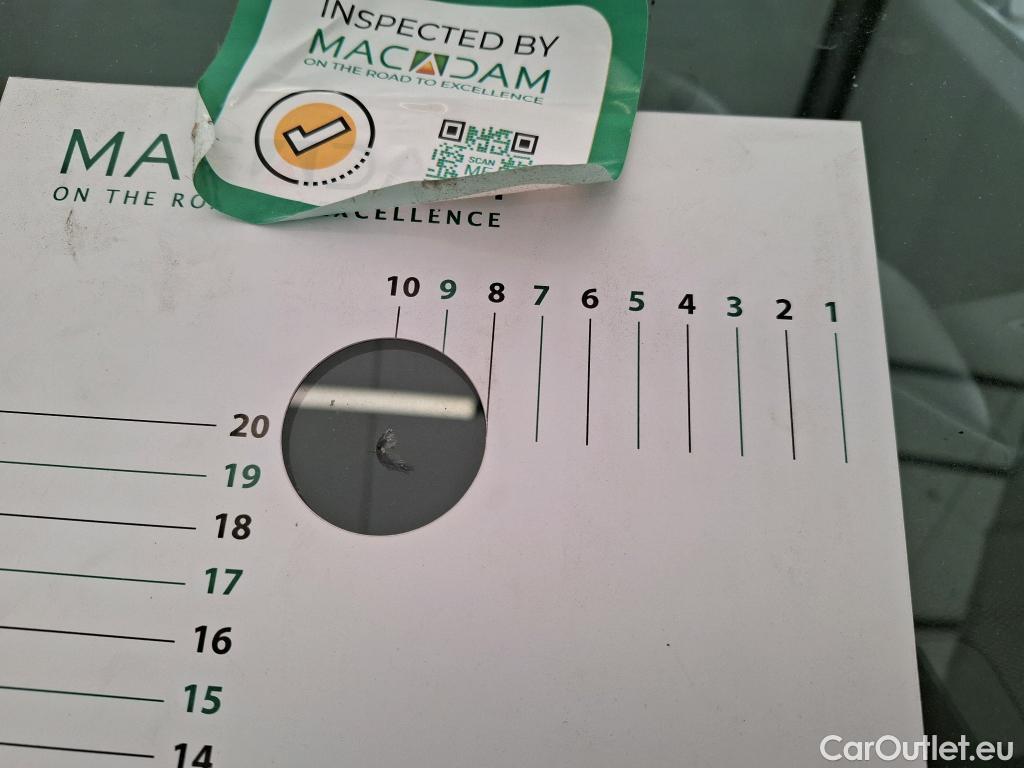 INSPECTED BY
MACADAM
ON THE ROAD TO EXCELLENCE
SCAN
ME
MA
ON THE RO
EXCELLENCE
10 9 8 7 6 5 4 3 2 1
20
19
18
17
16
15
14
CarOutlet.eu